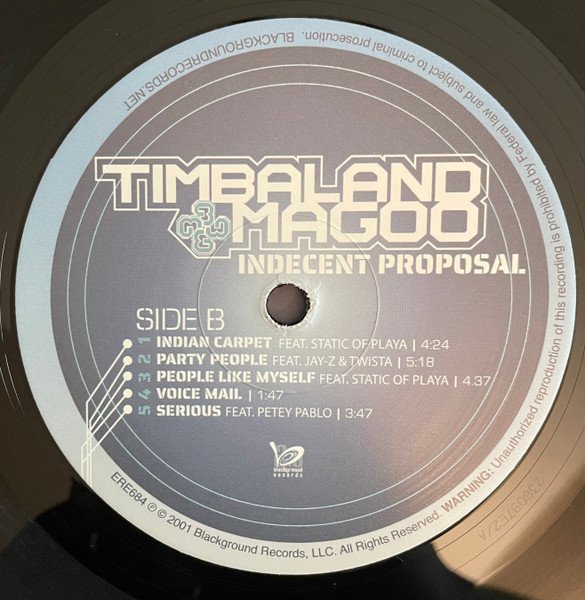 BLACKGROUNDRECORDS.NET
TIMBALAND
MAGOO
INDECENT PROPOSAL
SIDE B
1 INDIAN CARPET FEAT. STATIC OF PLAYA | 4:24
2 PARTY PEOPLE FEAT. JAY-Z & TWISTA | 5:18
3 PEOPLE LIKE MYSELF FEAT. STATIC OF PLAYA | 4.37
4 VOICE MAIL | 1:47
5 SERIOUS FEAT. PETEY PABLO | 3:47
blackground
records
ERE684 ℗ © 2001 Blackground Records, LLC. All Rights Reserved. WARNING: Unauthorized reproduction of this recording is prohibited by Federal law and subject to criminal prosecution.